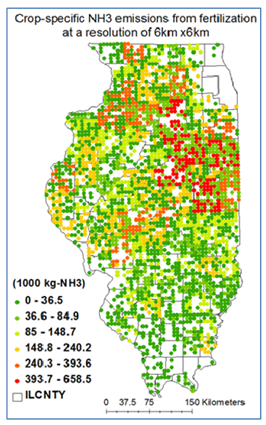 Crop-specific NH3 emissions from fertilization
at a resolution of 6km x6km
(1000 kg-NH3)
0 - 36.5
36.6 - 84.9
85 - 148.7
148.8 - 240.2
240.3 - 393.6
393.7 - 658.5
ILCNTY
0 37.5 75 150 Kilometers